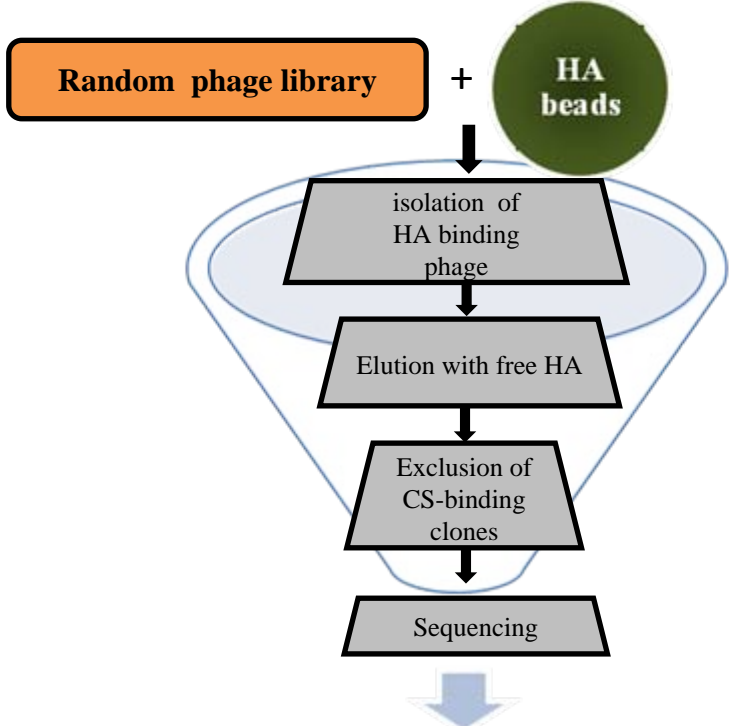 Random phage library
+
HA
beads
isolation of
HA binding
phage
Elution with free HA
Exclusion of
CS-binding
clones
Sequencing